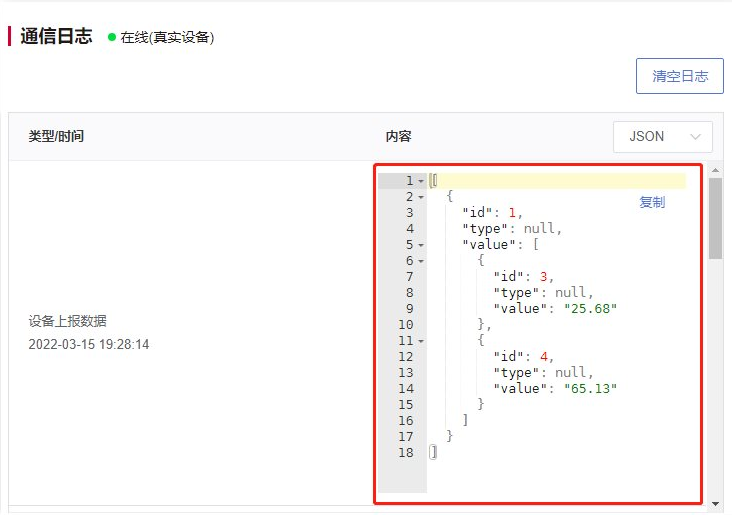 通信日志 在线(真实设备)
清空日志
类型/时间 内容 JSON
设备上报数据
2022-03-15 19:28:14
复制
1 [
2 {
3 "id": 1,
4 "type": null,
5 "value": [
6 {
7 "id": 3,
8 "type": null,
9 "value": "25.68"
10 },
11 {
12 "id": 4,
13 "type": null,
14 "value": "65.13"
15 }
16 ]
17 }
18 ]